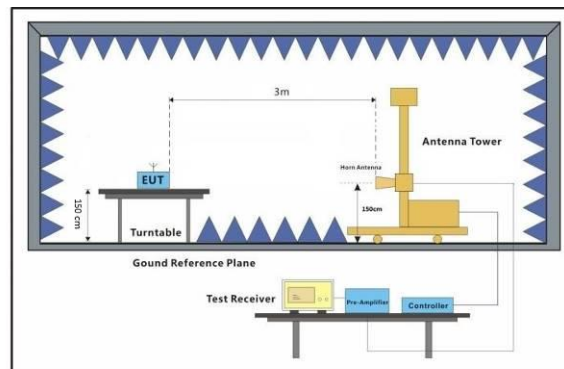 3m
Antenna Tower
Horn Antenna
EUT
150 cm
150cm
Turntable
Gound Reference Plane
Test Receiver
Pre-Amplifier
Controller